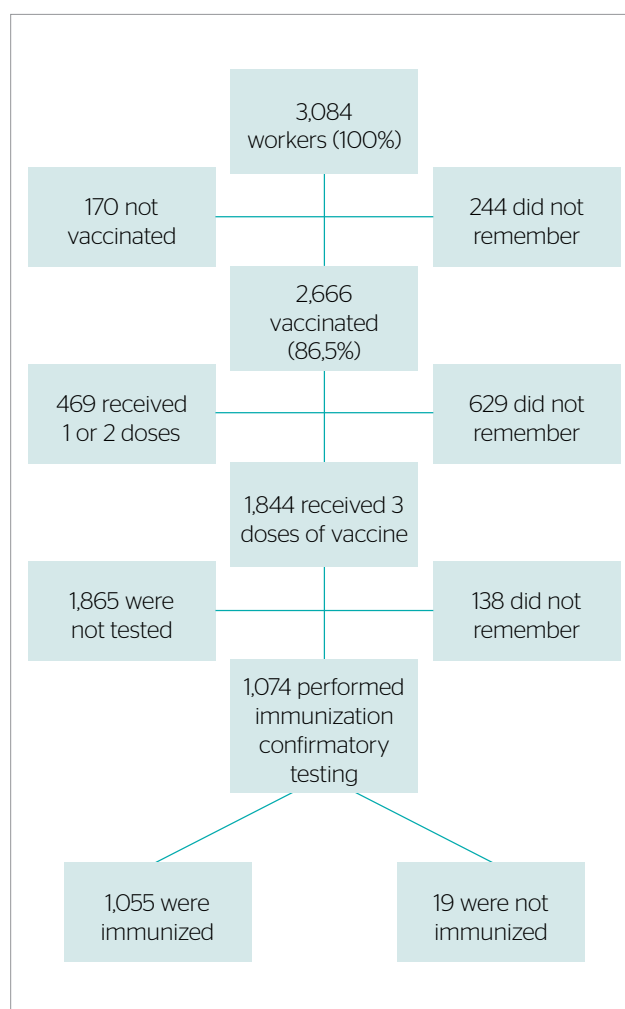 3,084
workers (100%)
170 not
vaccinated
244 did not
remember
2,666
vaccinated
(86,5%)
469 received
1 or 2 doses
629 did not
remember
1,844 received 3
doses of vaccine
1,865 were
not tested
138 did not
remember
1,074 performed
immunization
confirmatory
testing
1,055 were
immunized
19 were not
immunized